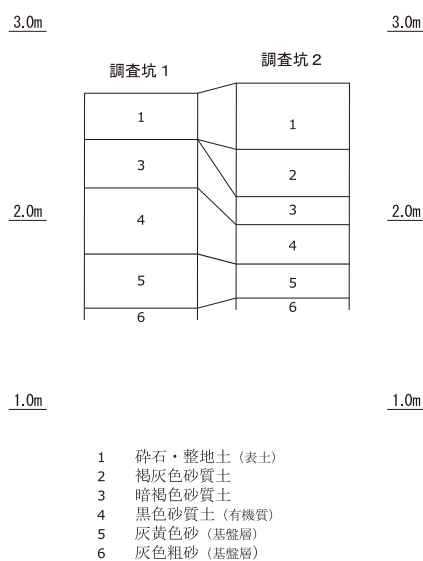 3.0m 3.0m
調査坑1 調査坑2
1 1
3 2
2.0m 3 2.0m
4 4
5 5
6 6
1.0m 1.0m
1 砕石・整地土（表土）
2 褐灰色砂質土
3 暗褐色砂質土
4 黒色砂質土（有機質）
5 灰黄色砂（基盤層）
6 灰色粗砂（基盤層）